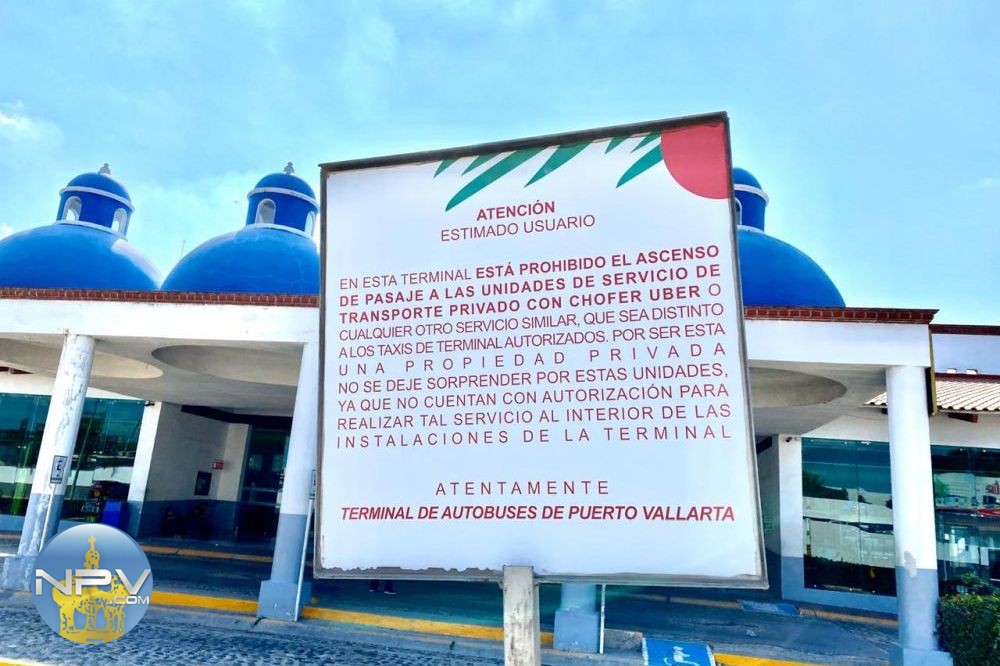 ATENCIÓN
ESTIMADO USUARIO
EN ESTA TERMINAL ESTÁ PROHIBIDO EL ASCENSO
DE PASAJE A LAS UNIDADES DE SERVICIO DE
TRANSPORTE PRIVADO CON CHOFER UBER O
CUALQUIER OTRO SERVICIO SIMILAR, QUE SEA DISTINTO
A LOS TAXIS DE TERMINAL AUTORIZADOS. POR SER ESTA
UNA PROPIEDAD PRIVADA
NO SE DEJE SORPRENDER POR ESTAS UNIDADES,
YA QUE NO CUENTAN CON AUTORIZACIÓN PARA
REALIZAR TAL SERVICIO AL INTERIOR DE LAS
INSTALACIONES DE LA TERMINAL
ATENTAMENTE
TERMINAL DE AUTOBUSES DE PUERTO VALLARTA
NPV
.COM